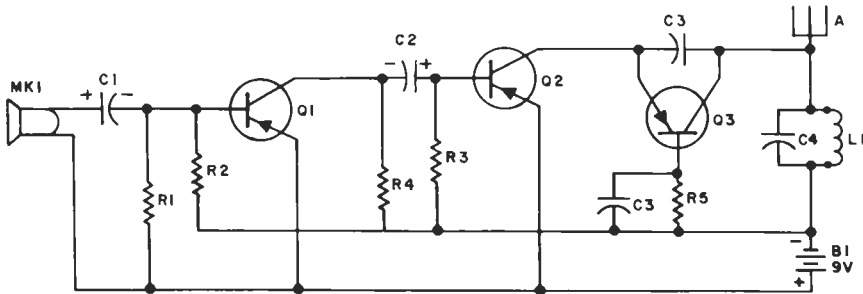 A
C3
C2
- +
MK1
C1
+ -
Q1
Q2
Q3
C4
L1
R2
R3
R1
R4
C3
R5
-
B1
9V
+